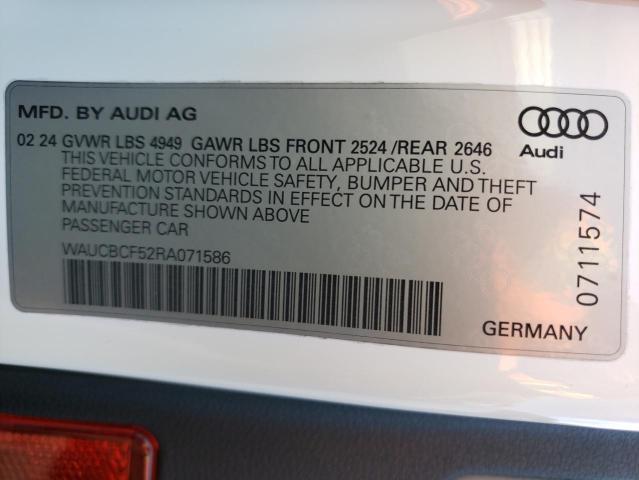 MFD. BY AUDI AG
Audi
02 24 GVWR LBS 4949 GAWR LBS FRONT 2524 /REAR 2646
THIS VEHICLE CONFORMS TO ALL APPLICABLE U.S.
FEDERAL MOTOR VEHICLE SAFETY, BUMPER AND THEFT
PREVENTION STANDARDS IN EFFECT ON THE DATE OF
MANUFACTURE SHOWN ABOVE
PASSENGER CAR
WAUCBCF52RA071586
0711574
GERMANY